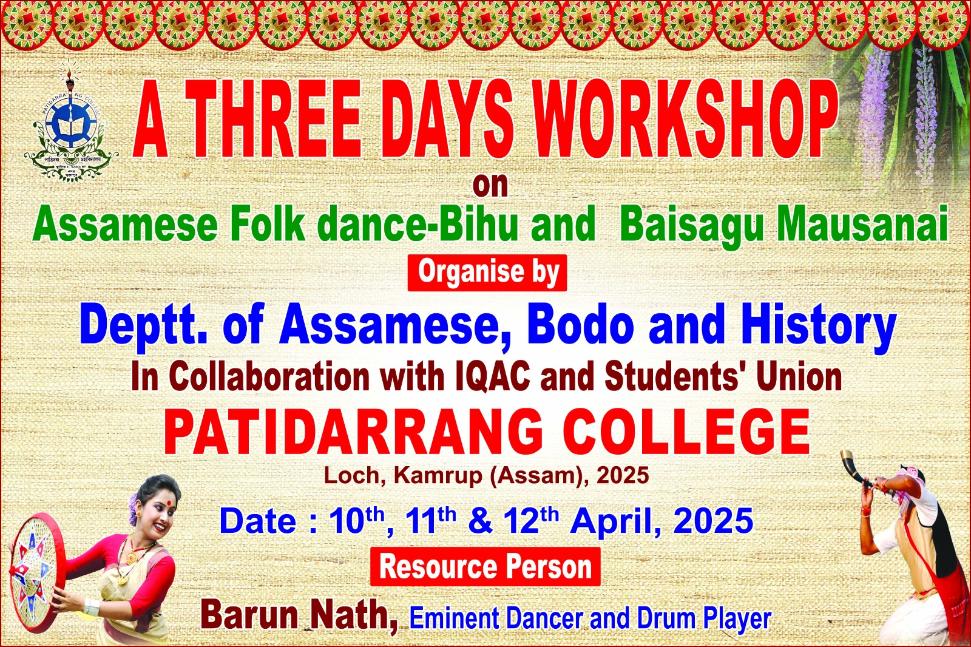 A THREE DAYS WORKSHOP
on
Assamese Folk dance-Bihu and Baisagu Mausanai
Organise by
Deptt. of Assamese, Bodo and History
In Collaboration with IQAC and Students' Union
PATIDARRANG COLLEGE
Loch, Kamrup (Assam), 2025
Date : 10th, 11th & 12th April, 2025
Resource Person
Barun Nath, Eminent Dancer and Drum Player